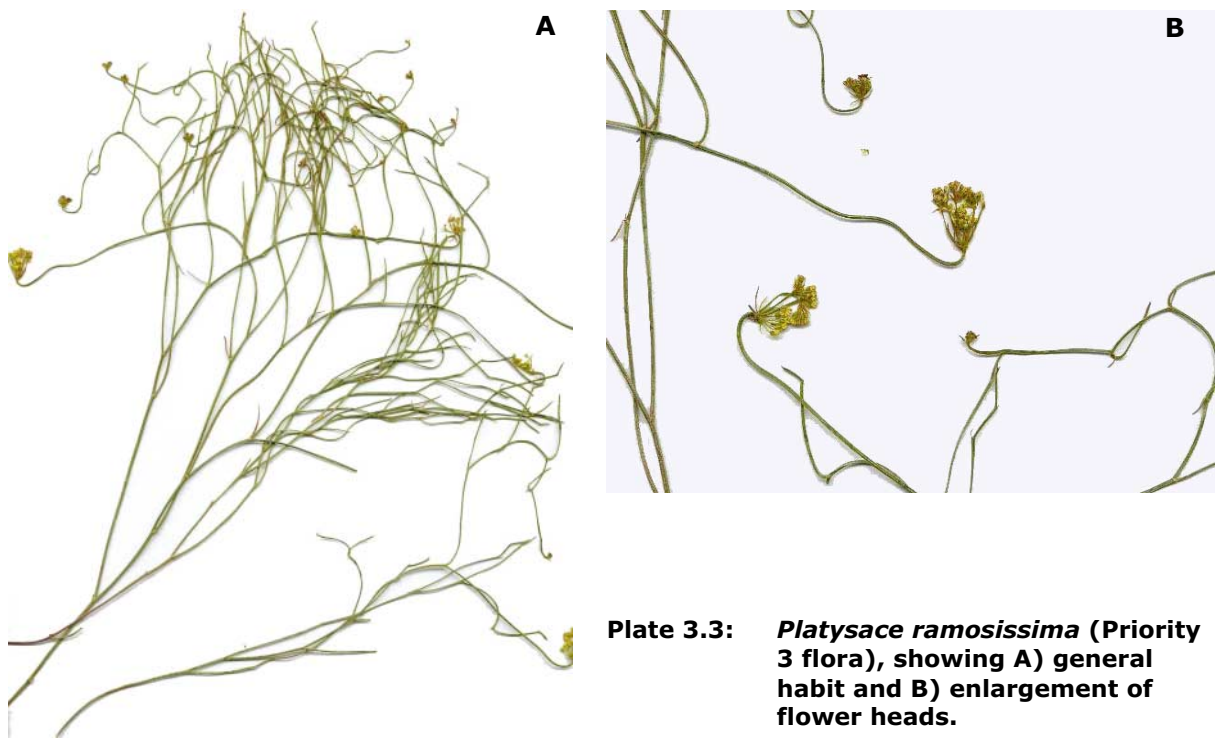 A
B
Plate 3.3: Platysace ramosissima (Priority
3 flora), showing A) general
habit and B) enlargement of
flower heads.